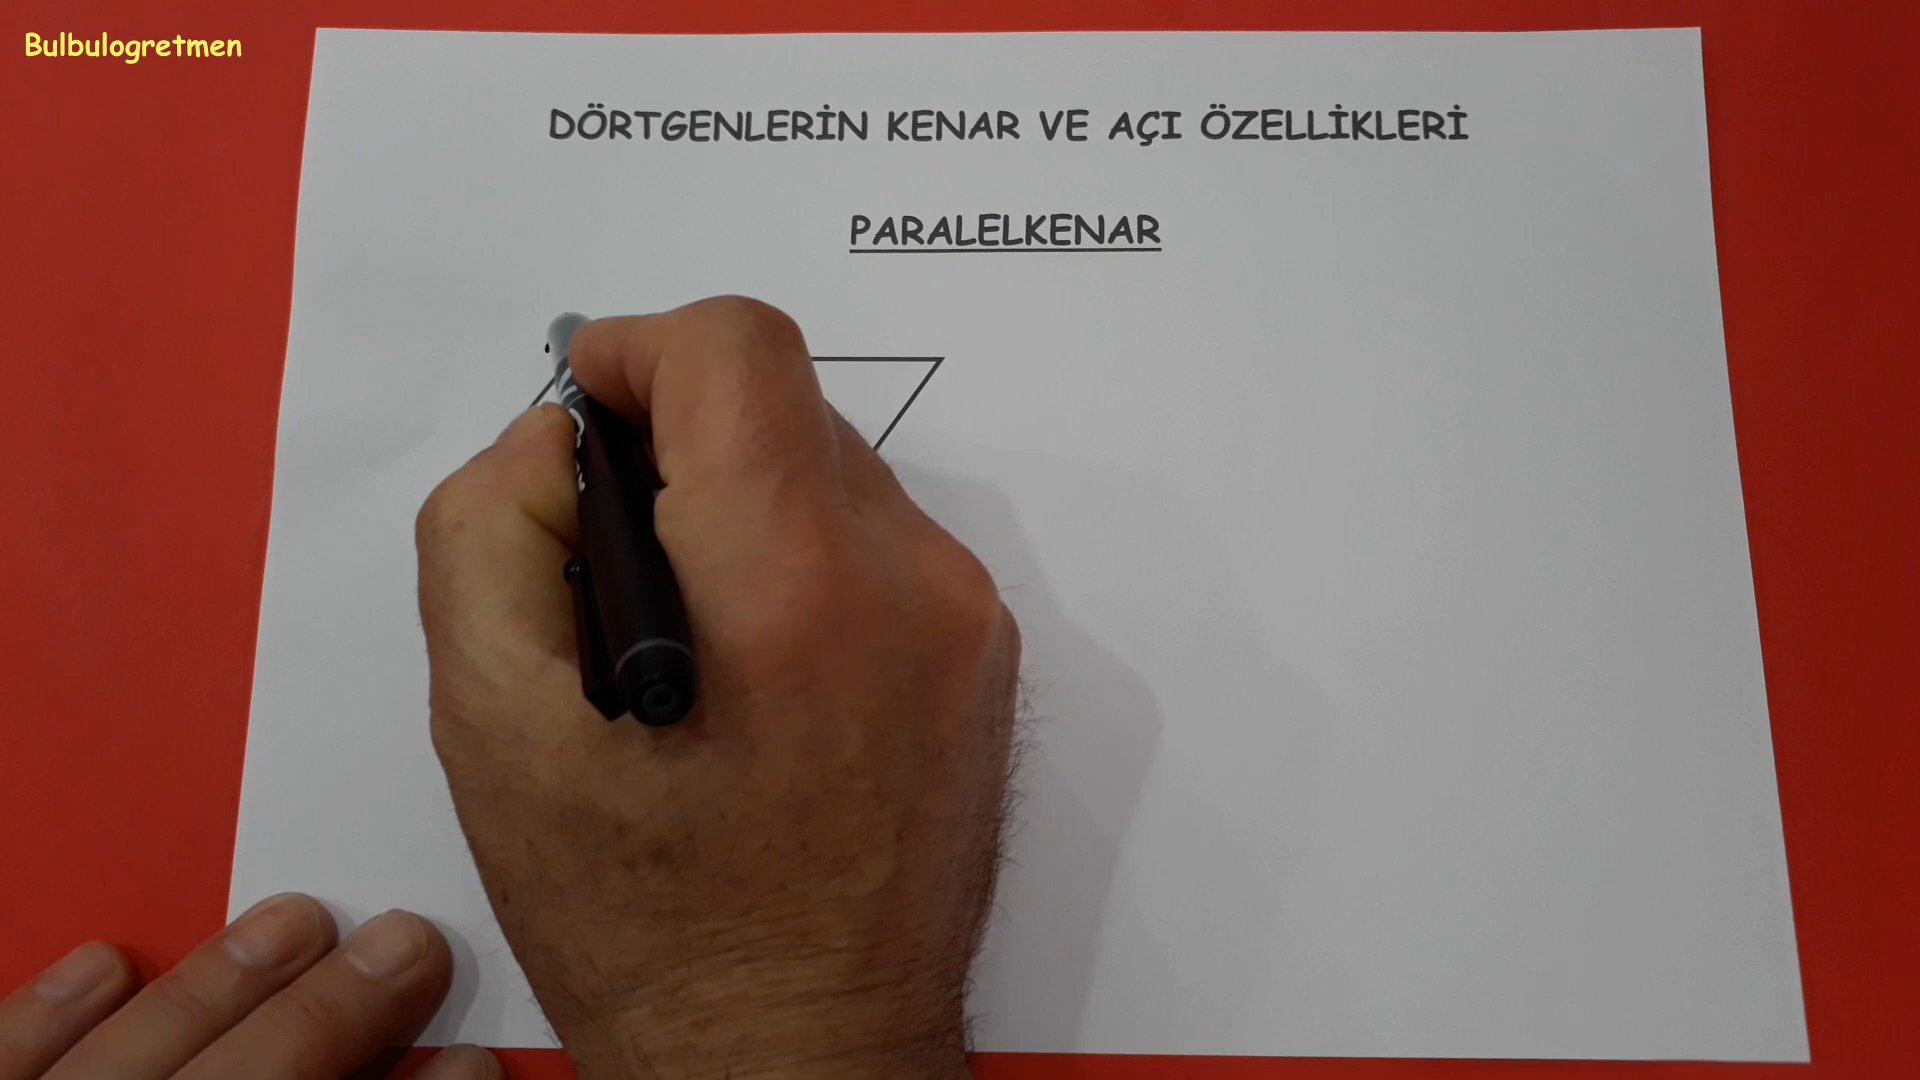 Bulbulogretmen
DÖRTGENLERİN KENAR VE AÇI ÖZELLİKLERİ
PARALELKENAR